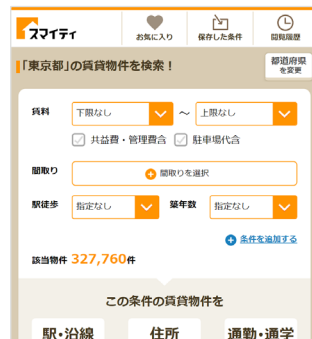 スマイティ
お気に入り
保存した条件
閲覧履歴
「東京都」の賃貸物件を検索！
都道府県
を変更
賃料
下限なし
～
上限なし
共益費・管理費含
駐車場代含
間取り
間取りを選択
駅徒歩
指定なし
築年数
指定なし
条件を追加する
該当物件 327,760件
この条件の賃貸物件を
駅・沿線
住所
通勤・通学